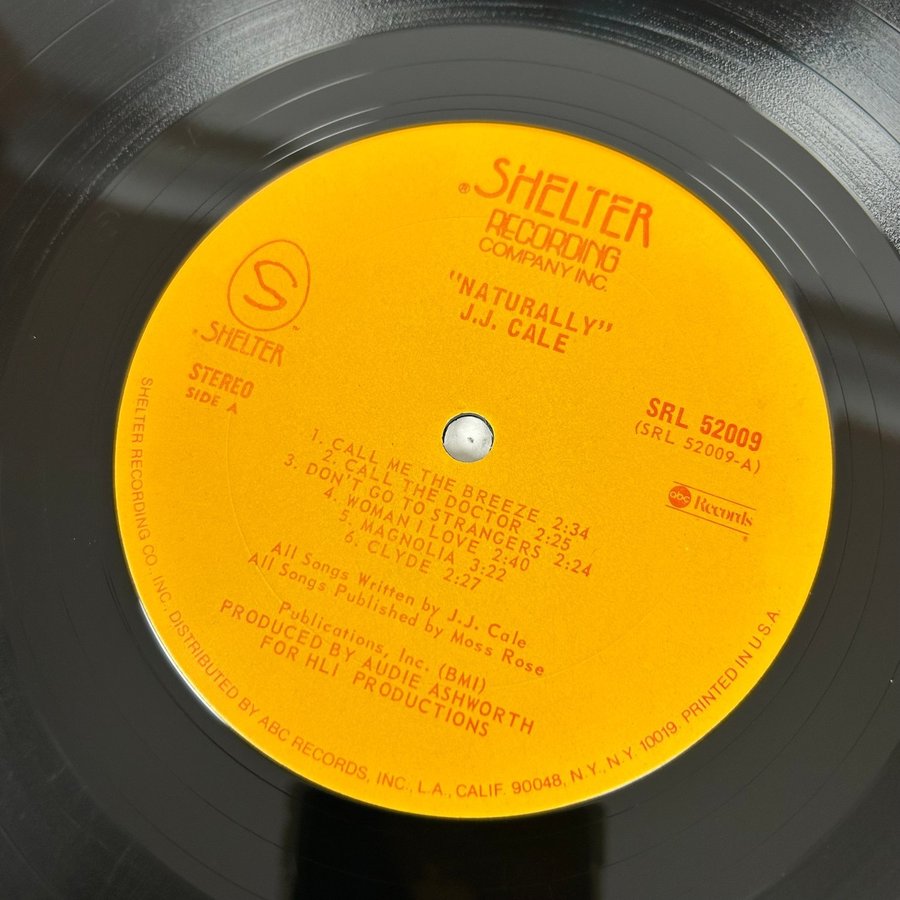 ® SHELTER
RECORDING
COMPANY INC.
"NATURALLY"
J.J. CALE
S
™
® SHELTER
STEREO
SIDE A
SRL 52009
(SRL 52009-A)
abc Records
®
1. CALL ME THE BREEZE 2:34
2. CALL THE DOCTOR 2:25
3. DON'T GO TO STRANGERS 2:24
4. WOMAN I LOVE 2:40
5. MAGNOLIA 3:22
6. CLYDE 2:27
All Songs Written by J.J. Cale
All Songs Published by Moss Rose
Publications, Inc. (BMI)
PRODUCED BY AUDIE ASHWORTH
FOR HLI PRODUCTIONS
SHELTER RECORDING CO. INC., DISTRIBUTED BY ABC RECORDS, INC., L.A., CALIF. 90048, N.Y., N.Y. 10019. PRINTED IN U.S.A.